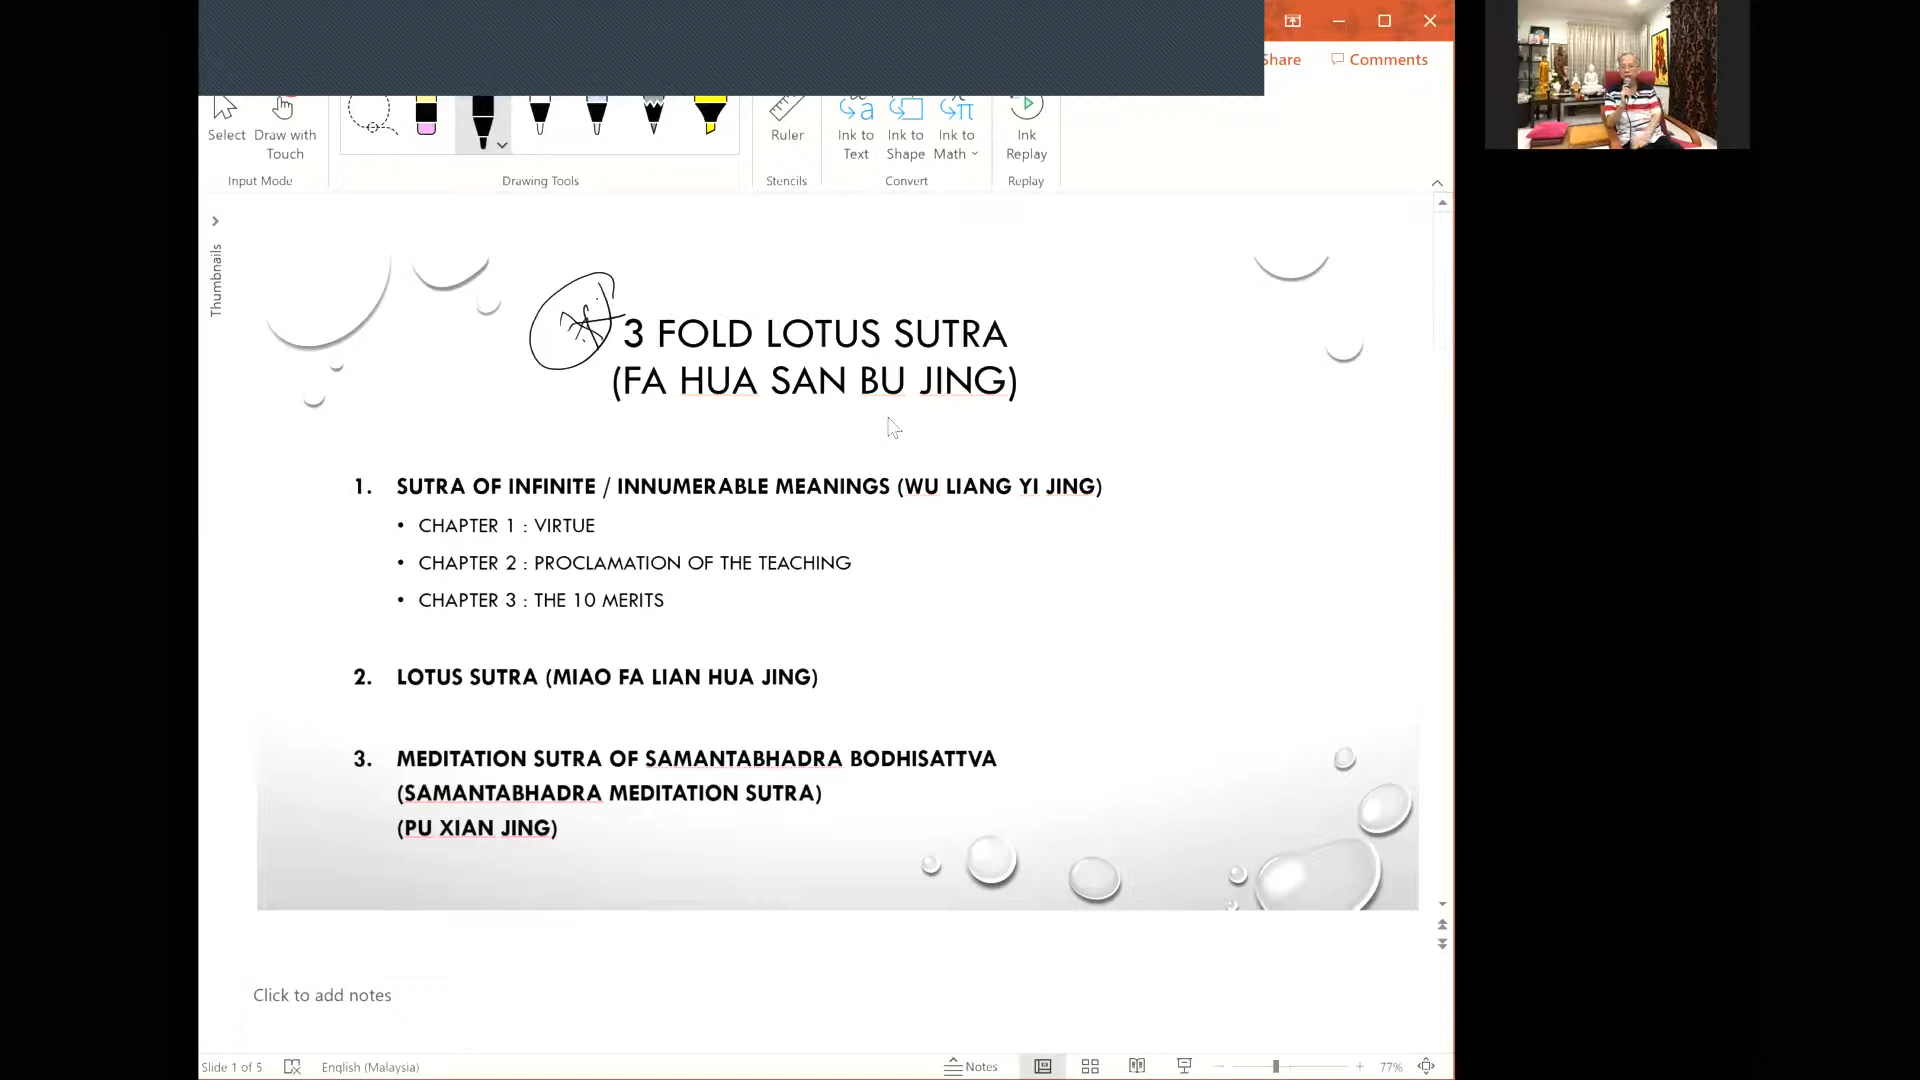 Share
Comments
Select
Draw with
Touch
Ruler
Ink to
Text
Ink to
Shape
Ink to
Math
Ink
Replay
Input Mode
Drawing Tools
Stencils
Convert
Replay
Thumbnails
3 FOLD LOTUS SUTRA
(FA HUA SAN BU JING)
1. SUTRA OF INFINITE / INNUMERABLE MEANINGS (WU LIANG YI JING)
• CHAPTER 1 : VIRTUE
• CHAPTER 2 : PROCLAMATION OF THE TEACHING
• CHAPTER 3 : THE 10 MERITS
2. LOTUS SUTRA (MIAO FA LIAN HUA JING)
3. MEDITATION SUTRA OF SAMANTABHADRA BODHISATTVA
(SAMANTABHADRA MEDITATION SUTRA)
(PU XIAN JING)
Click to add notes
Slide 1 of 5
English (Malaysia)
Notes
77%